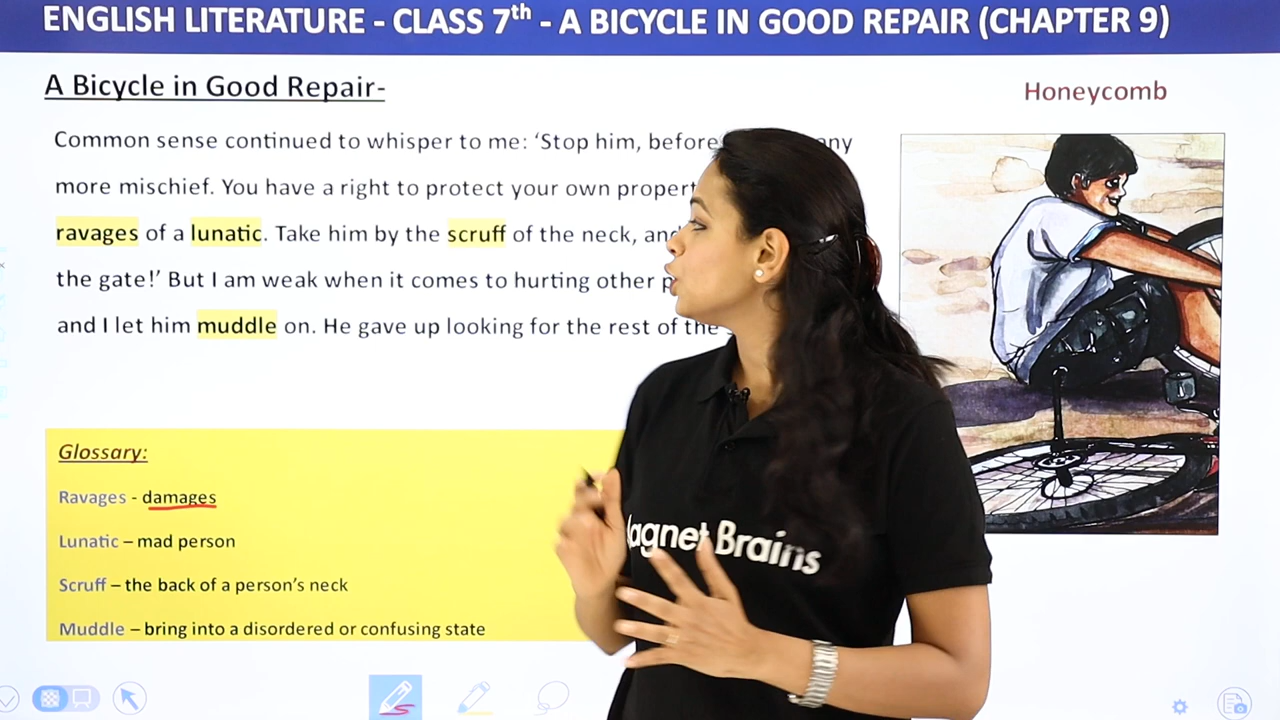 ENGLISH LITERATURE - CLASS 7th - A BICYCLE IN GOOD REPAIR (CHAPTER 9)
A Bicycle in Good Repair-
Honeycomb
Common sense continued to whisper to me: ‘Stop him, before
more mischief. You have a right to protect your own
ravages of a lunatic. Take him by the scruff of the neck,
the gate!’ But I am weak when it comes to hurting other
and I let him muddle on. He gave up looking for the rest of the
Glossary:
Ravages - damages
Lunatic – mad person
Scruff – the back of a person’s neck
Muddle – bring into a disordered or confusing state
Brains